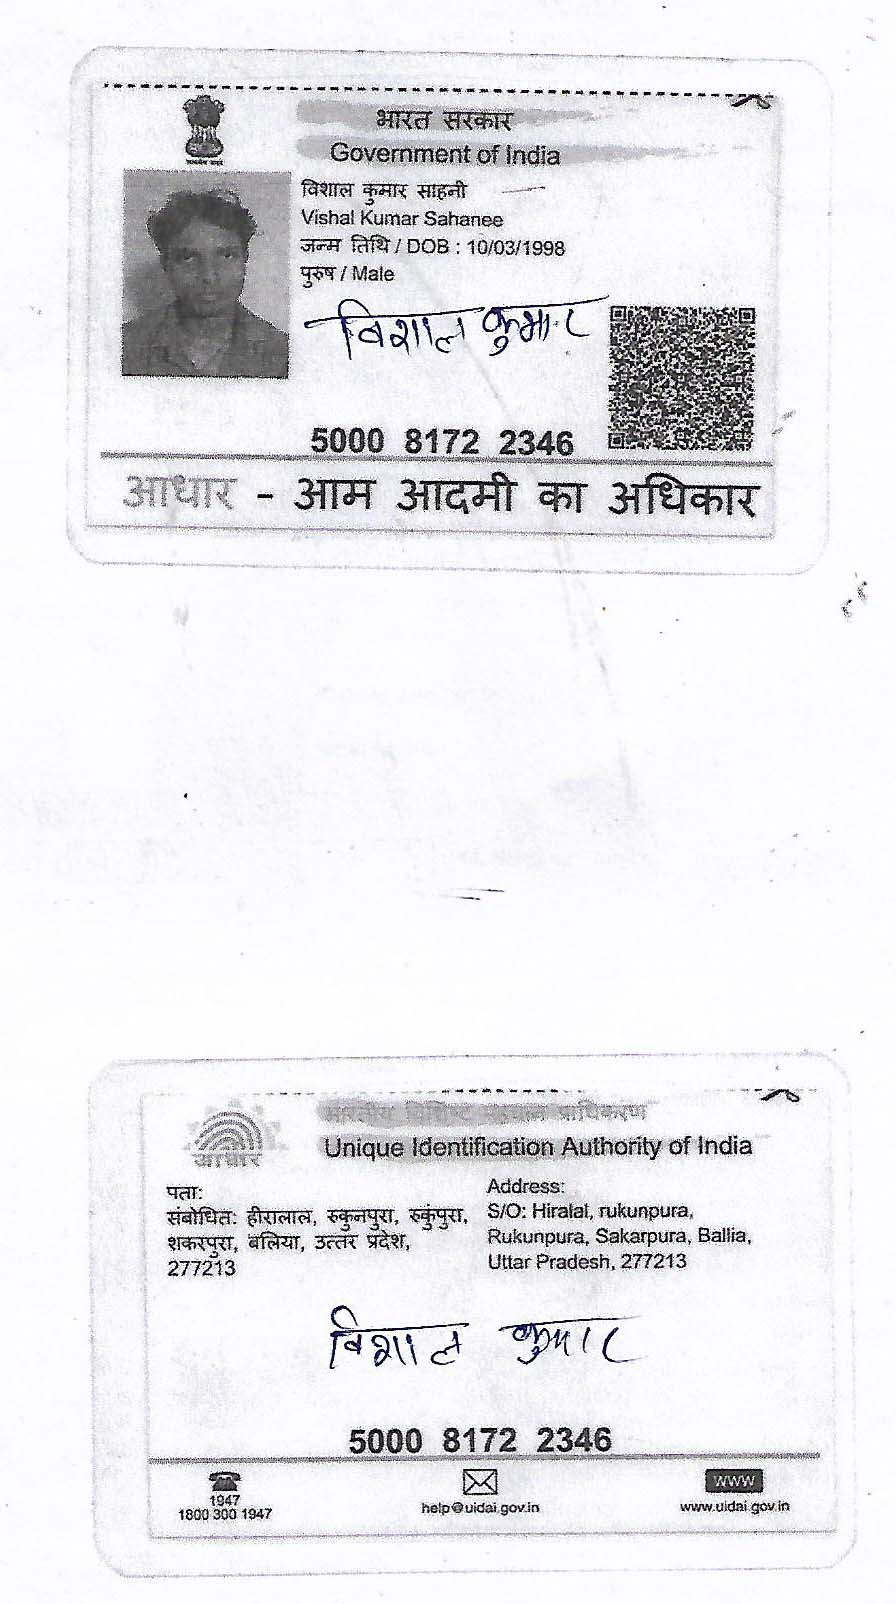 भारत सरकार
Government of India
विशाल कुमार साहनी
Vishal Kumar Sahanee
जन्म तिथि / DOB : 10/03/1998
पुरुष / Male
विशाल कुमार
5000 8172 2346
आधार - आम आदमी का अधिकार
भारतीय विशिष्ट पहचान प्राधिकरण
Unique Identification Authority of India
आधार
पता:
संबोधित: हीरालाल, रुकुनपुरा, रुकुंपुरा,
शकरपुरा, बलिया, उत्तर प्रदेश,
277213
Address:
S/O: Hiralal, rukunpura,
Rukunpura, Sakarpura, Ballia,
Uttar Pradesh, 277213
विशाल कुमार
5000 8172 2346
1947
1800 300 1947
help@uidai.gov.in
www
www.uidai.gov.in